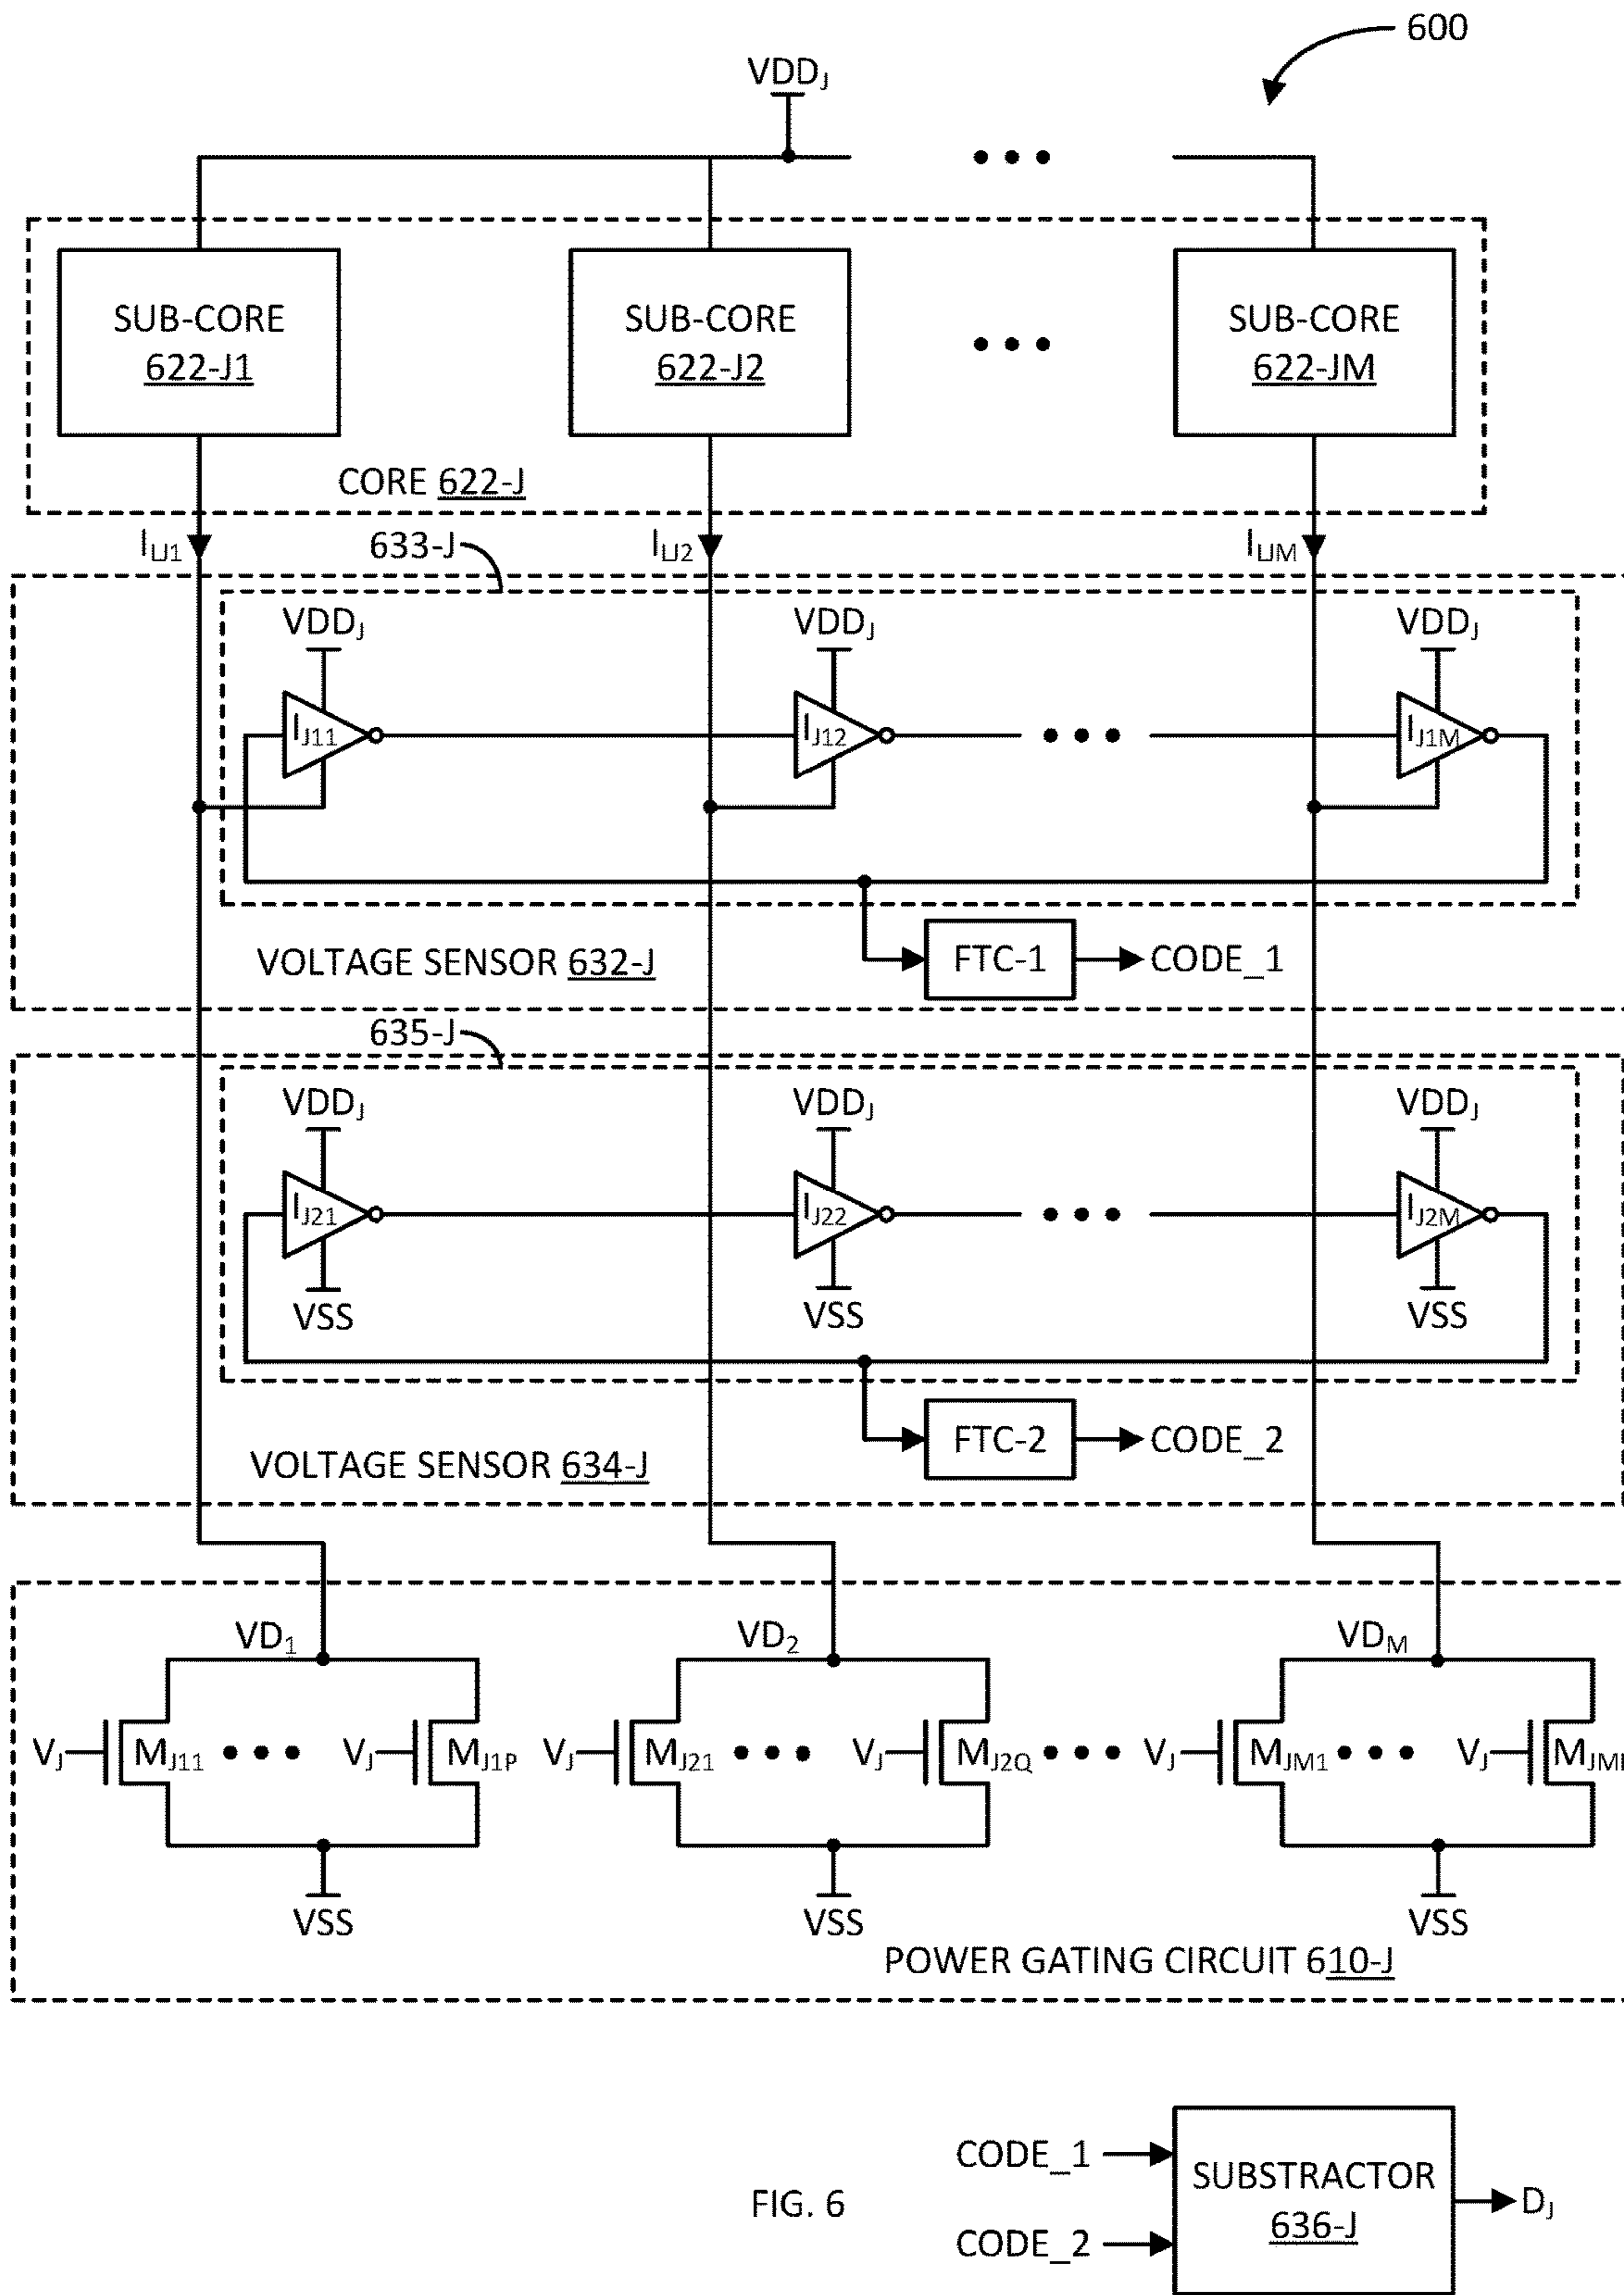 600
VDDJ
SUB-CORE
622-J1
SUB-CORE
622-J2
SUB-CORE
622-JM
CORE 622-J
ILJ1
633-J
ILJ2
ILJM
VDDJ
VDDJ
VDDJ
IJ11
IJ12
IJ1M
VOLTAGE SENSOR 632-J
FTC-1
CODE_1
635-J
VDDJ
VDDJ
VDDJ
IJ21
IJ22
IJ2M
VSS
VSS
VSS
VOLTAGE SENSOR 634-J
FTC-2
CODE_2
VD1
VD2
VDM
VJ
MJ11
VJ
MJ1P
VJ
MJ21
VJ
MJ2Q
VJ
MJM1
VJ
VSS
VSS
VSS
POWER GATING CIRCUIT 610-J
CODE_1
CODE_2
SUBSTRACTOR
636-J
DJ
FIG. 6